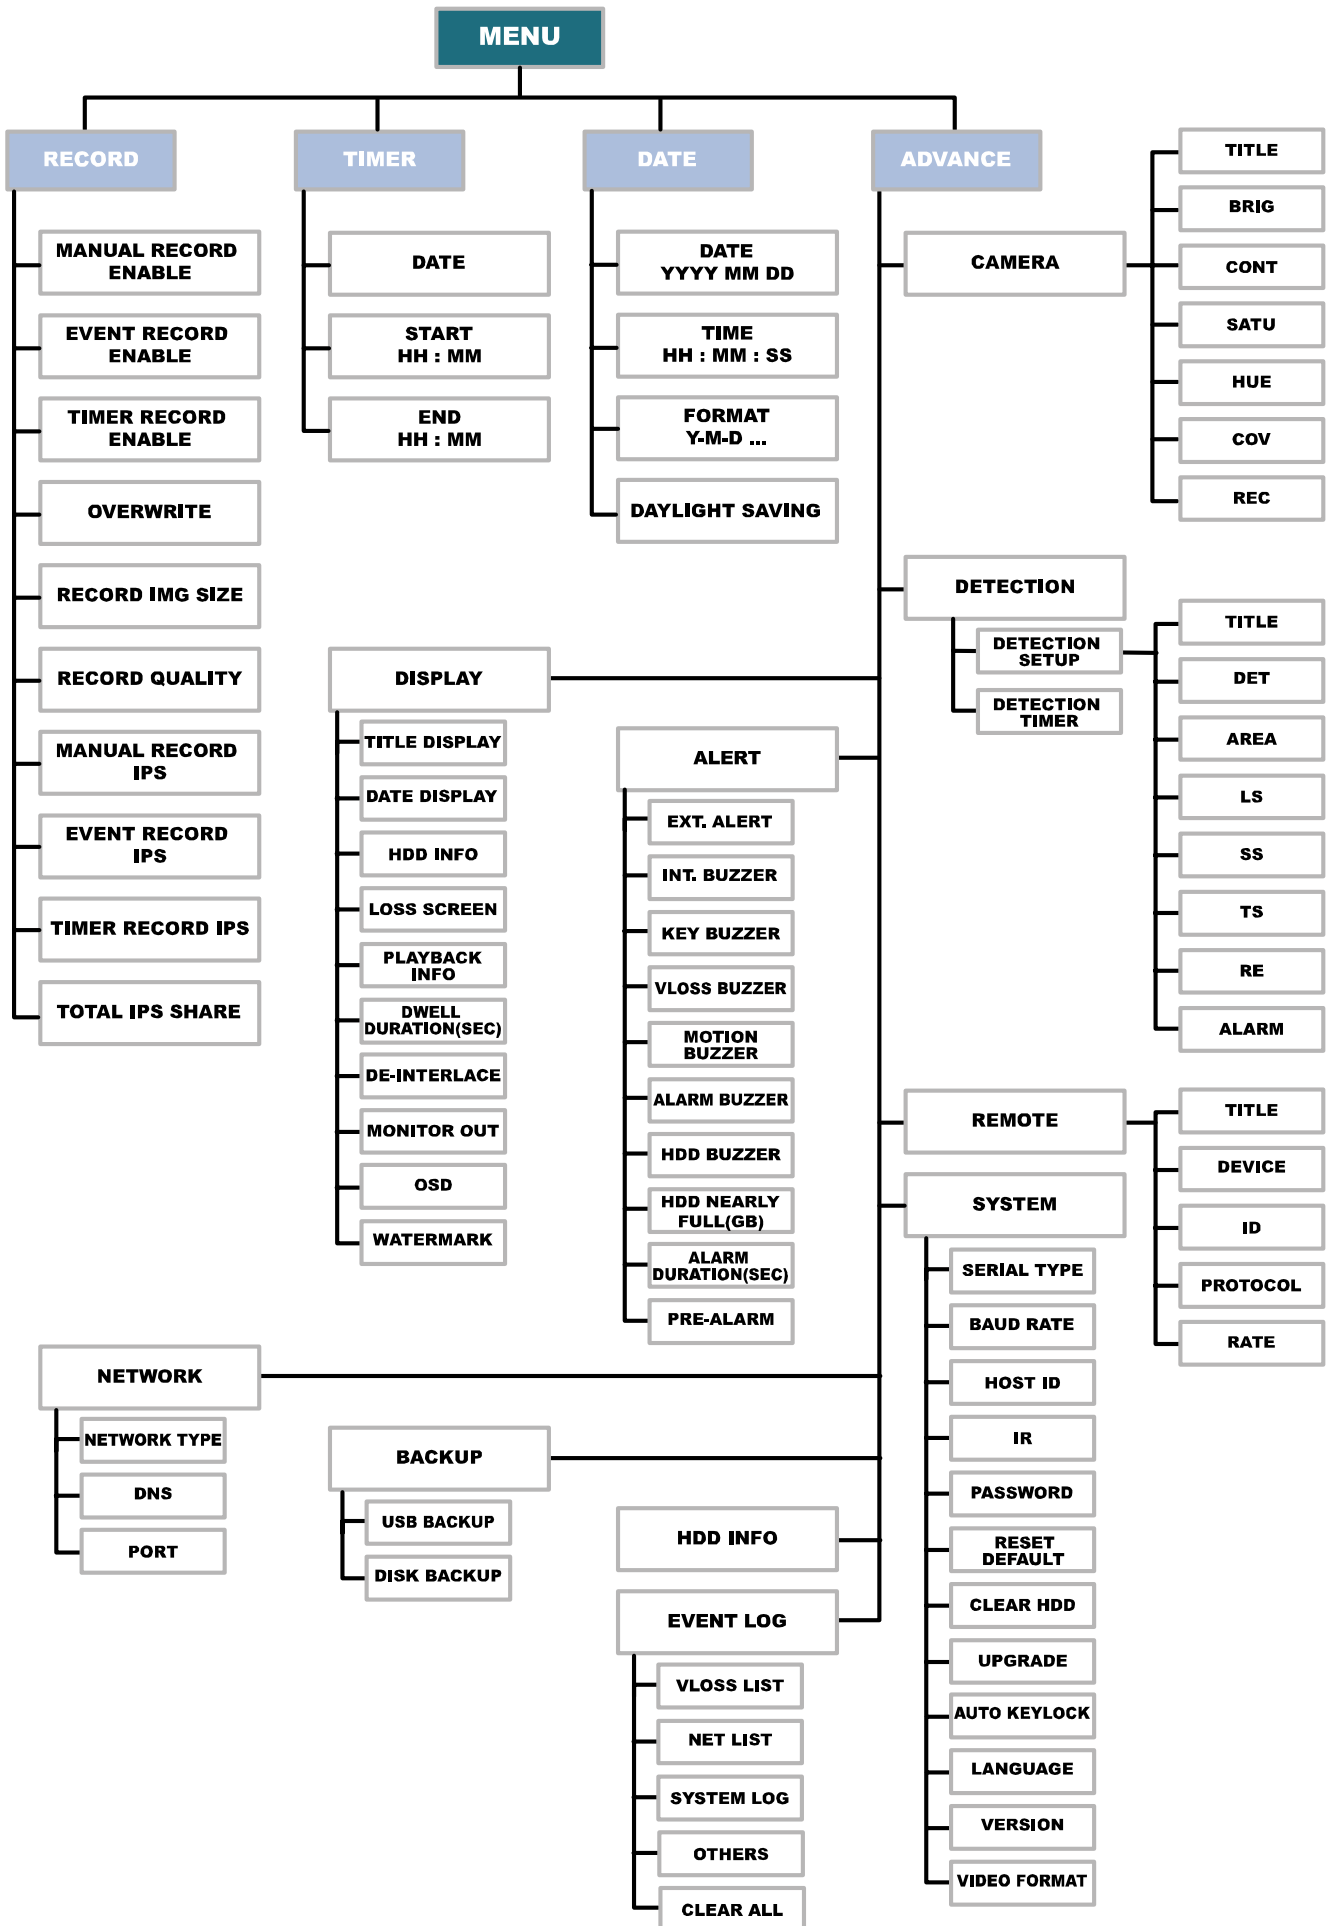 MENU
RECORD
MANUAL RECORD
ENABLE
EVENT RECORD
ENABLE
TIMER RECORD
ENABLE
OVERWRITE
RECORD IMG SIZE
RECORD QUALITY
MANUAL RECORD
IPS
EVENT RECORD
IPS
TIMER RECORD IPS
TOTAL IPS SHARE
TIMER
DATE
START
HH : MM
END
HH : MM
DATE
DATE
YYYY MM DD
TIME
HH : MM : SS
FORMAT
Y-M-D ...
DAYLIGHT SAVING
ADVANCE
CAMERA
TITLE
BRIG
CONT
SATU
HUE
COV
REC
DETECTION
DETECTION
SETUP
DETECTION
TIMER
TITLE
DET
AREA
LS
SS
TS
RE
ALARM
DISPLAY
TITLE DISPLAY
DATE DISPLAY
HDD INFO
LOSS SCREEN
PLAYBACK
INFO
DWELL
DURATION(SEC)
DE-INTERLACE
MONITOR OUT
OSD
WATERMARK
ALERT
EXT. ALERT
INT. BUZZER
KEY BUZZER
VLOSS BUZZER
MOTION
BUZZER
ALARM BUZZER
HDD BUZZER
HDD NEARLY
FULL(GB)
ALARM
DURATION(SEC)
PRE-ALARM
REMOTE
TITLE
DEVICE
ID
PROTOCOL
RATE
SYSTEM
SERIAL TYPE
BAUD RATE
HOST ID
IR
PASSWORD
RESET
DEFAULT
CLEAR HDD
UPGRADE
AUTO KEYLOCK
LANGUAGE
VERSION
VIDEO FORMAT
NETWORK
NETWORK TYPE
DNS
PORT
BACKUP
USB BACKUP
DISK BACKUP
HDD INFO
EVENT LOG
VLOSS LIST
NET LIST
SYSTEM LOG
OTHERS
CLEAR ALL